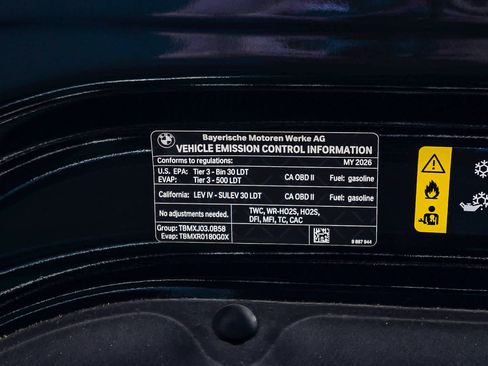 BMW
Bayerische Motoren Werke AG
VEHICLE EMISSION CONTROL INFORMATION
Conforms to regulations: MY 2026
U.S. EPA: Tier 3 - Bin 30 LDT CA OBD II Fuel: gasoline
EVAP: Tier 3 - 500 LDT
California: LEV IV - SULEV 30 LDT CA OBD II Fuel: gasoline
No adjustments needed. TWC, WR-HO2S, HO2S,
DFI, MFI, TC, CAC
Group: TBMXJ03.0B58
Evap: TBMXR0180G0X
9 887 944